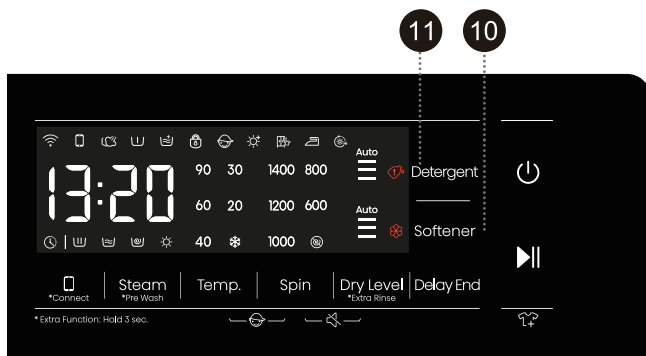 11 10
Auto
90 30 1400 800
Detergent
13:20
60 20 1200 600
Auto
Softener
40 1000
Steam Temp. Spin Dry Level Delay End
*Connect *Pre Wash *Extra Rinse
*Extra Function: Hold 3 sec.